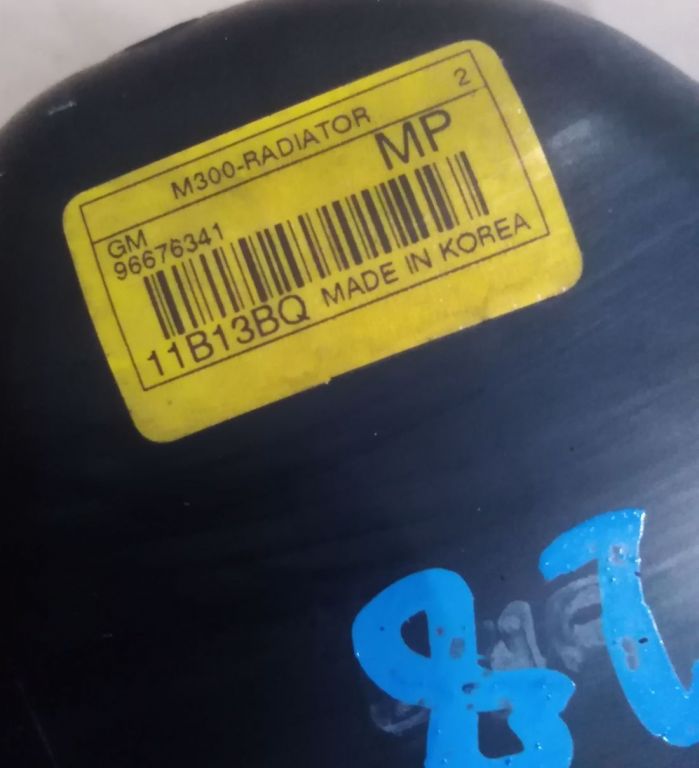 M300-RADIATOR 2
GM MP
96676341
11B13BQ MADE IN KOREA